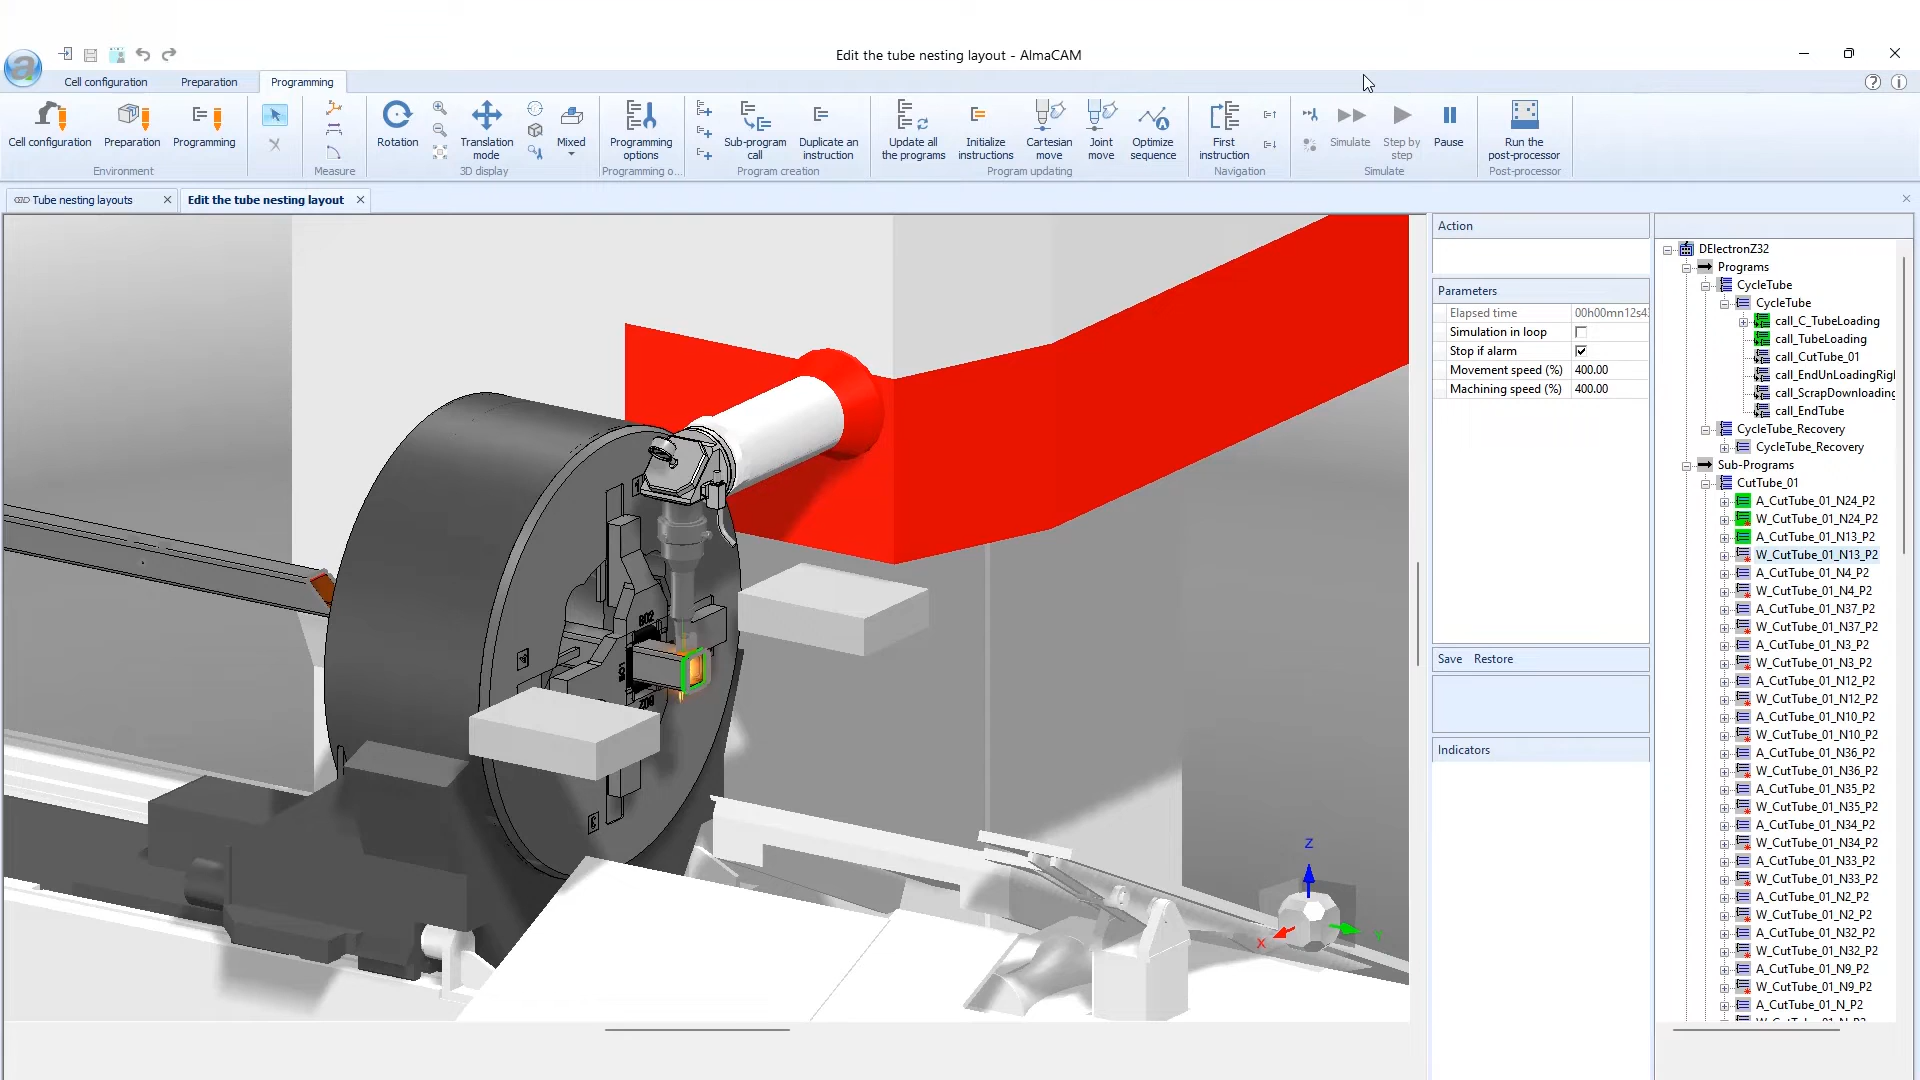 Edit the tube nesting layout - AlmaCAM
Cell configuration
Preparation
Programming
Cell configuration
Preparation
Programming
Environment
Measure
Rotation
Translation mode
Mixed
3D display
Programming options
Programming o...
Sub-program call
Duplicate an instruction
Program creation
Update all the programs
Initialize instructions
Cartesian move
Joint move
Optimize sequence
Program updating
First instruction
Navigation
Simulate
Step by step
Pause
Simulate
Run the post-processor
Post-processor
Tube nesting layouts
Edit the tube nesting layout
Action
Parameters
Elapsed time 00h00mn12s4
Simulation in loop
Stop if alarm
Movement speed (%) 400.00
Machining speed (%) 400.00
Save Restore
Indicators
DElectronZ32
Programs
CycleTube
CycleTube
call_C_TubeLoading
call_TubeLoading
call_CutTube_01
call_EndUnLoadingRigl
call_ScrapDownloading
call_EndTube
CycleTube_Recovery
CycleTube_Recovery
Sub-Programs
CutTube_01
A_CutTube_01_N24_P2
W_CutTube_01_N24_P2
A_CutTube_01_N13_P2
W_CutTube_01_N13_P2
A_CutTube_01_N4_P2
W_CutTube_01_N4_P2
A_CutTube_01_N37_P2
W_CutTube_01_N37_P2
A_CutTube_01_N3_P2
W_CutTube_01_N3_P2
A_CutTube_01_N12_P2
W_CutTube_01_N12_P2
A_CutTube_01_N10_P2
W_CutTube_01_N10_P2
A_CutTube_01_N36_P2
W_CutTube_01_N36_P2
A_CutTube_01_N35_P2
W_CutTube_01_N35_P2
A_CutTube_01_N34_P2
W_CutTube_01_N34_P2
A_CutTube_01_N33_P2
W_CutTube_01_N33_P2
A_CutTube_01_N2_P2
W_CutTube_01_N2_P2
A_CutTube_01_N32_P2
W_CutTube_01_N32_P2
A_CutTube_01_N9_P2
W_CutTube_01_N9_P2
A_CutTube_01_N_P2
B02
3
Z
X